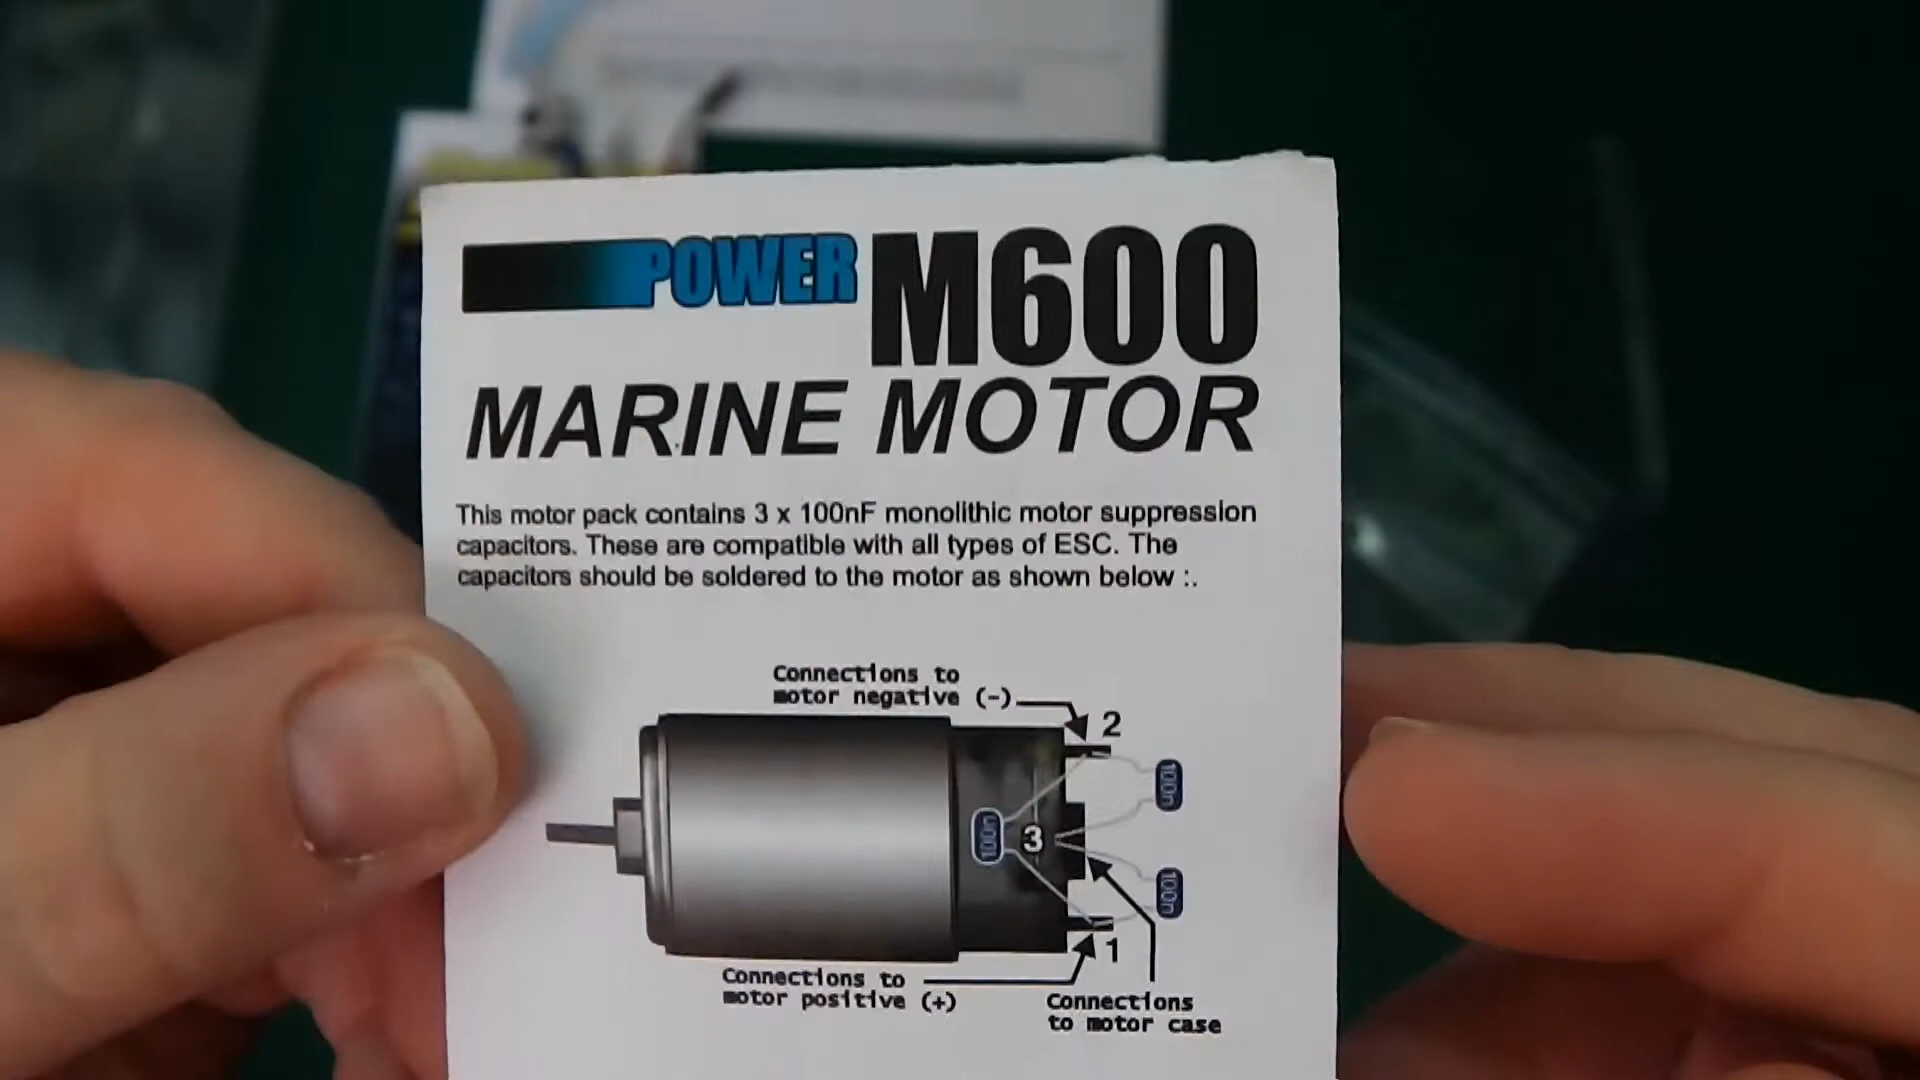 POWER M600
MARINE MOTOR
This motor pack contains 3 x 100nF monolithic motor suppression
capacitors. These are compatible with all types of ESC. The
capacitors should be soldered to the motor as shown below :.
Connections to
motor negative (-)
2
100n
100n
3
100n
1
Connections to
motor positive (+)
Connections
to motor case